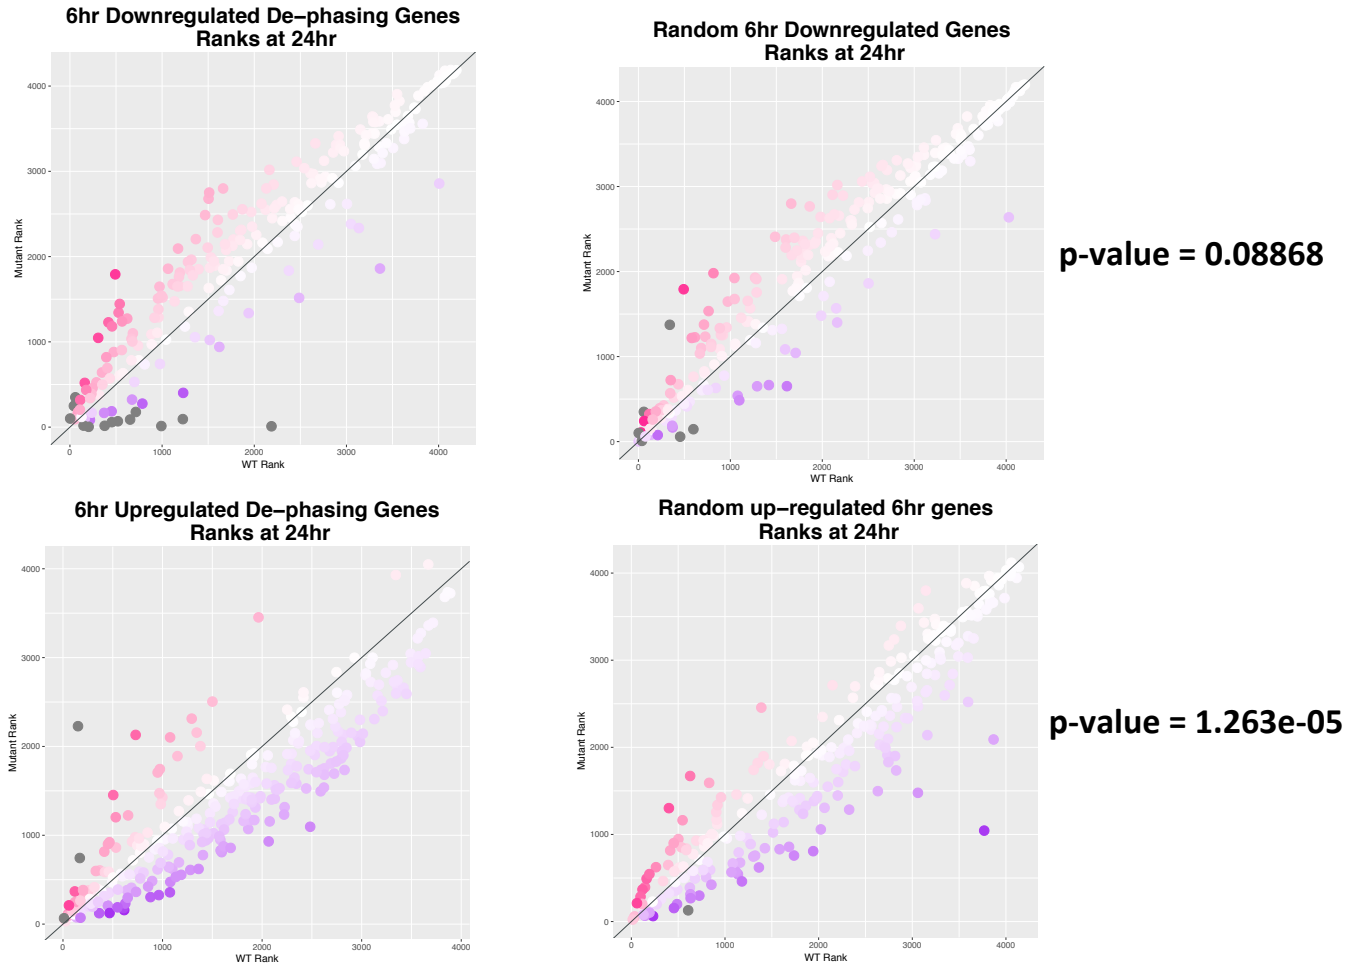 6hr Downregulated De−phasing Genes
Ranks at 24hr
4000
3000
2000
1000
0
Mutant Rank
0 1000 2000 3000 4000
WT Rank
Random 6hr Downregulated Genes
Ranks at 24hr
4000
3000
2000
1000
0
Mutant Rank
0 1000 2000 3000 4000
WT Rank
p-value = 0.08868
6hr Upregulated De−phasing Genes
Ranks at 24hr
4000
3000
2000
1000
0
Mutant Rank
0 1000 2000 3000 4000
WT Rank
Random up−regulated 6hr genes
Ranks at 24hr
4000
3000
2000
1000
0
Mutant Rank
0 1000 2000 3000 4000
WT Rank
p-value = 1.263e-05